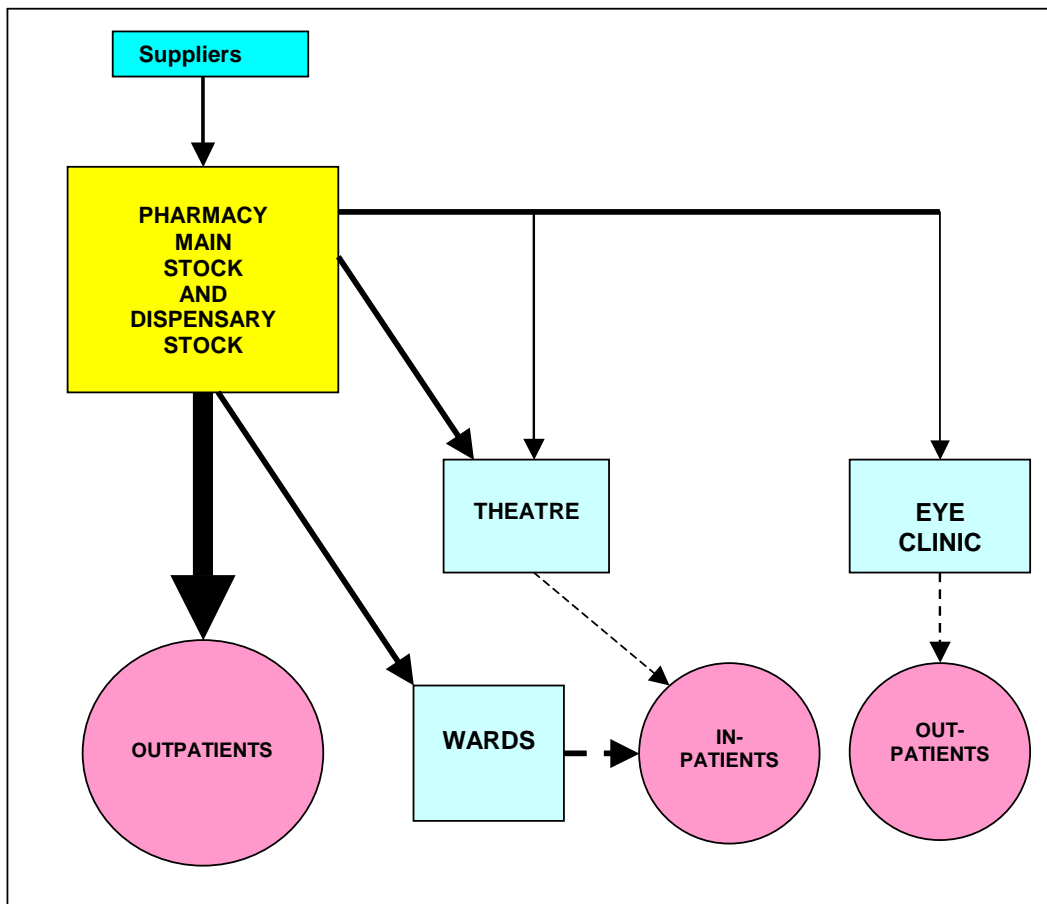 Suppliers
PHARMACY
MAIN
STOCK
AND
DISPENSARY
STOCK
THEATRE
EYE
CLINIC
OUTPATIENTS
WARDS
IN-
PATIENTS
OUT-
PATIENTS